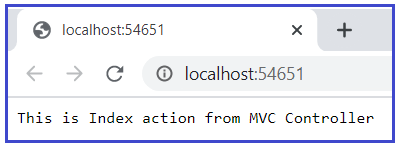 localhost:54651
localhost:54651
This is Index action from MVC Controller